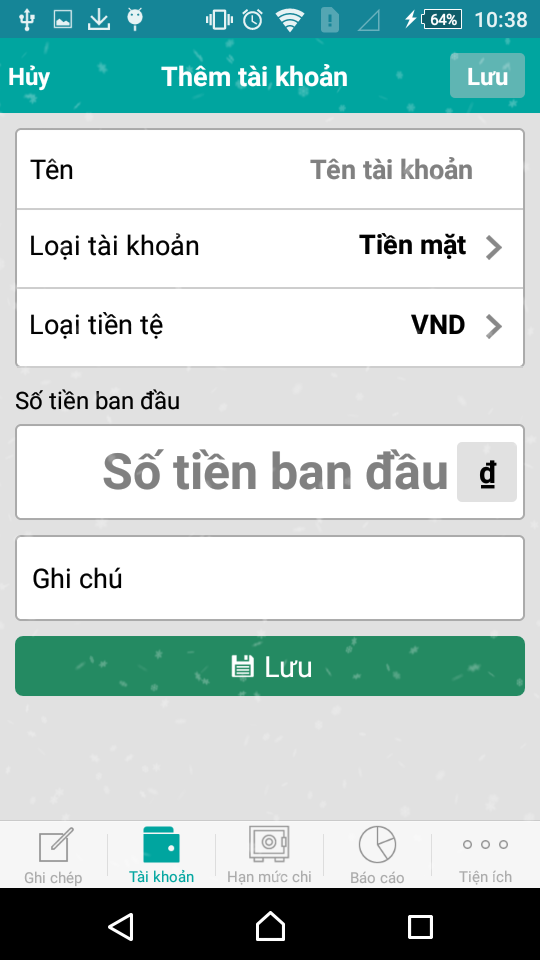 64% 10:38
Hủy Thêm tài khoản Lưu
Tên Tên tài khoản
Loại tài khoản Tiền mặt
Loại tiền tệ VND
Số tiền ban đầu
Số tiền ban đầu ₫
Ghi chú
Lưu
Ghi chép Tài khoản Hạn mức chi Báo cáo Tiện ích